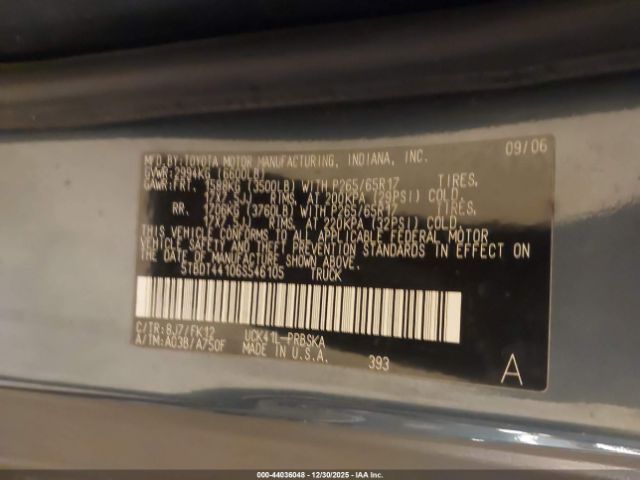 MFD.BY:TOYOTA MOTOR MANUFACTURING, INDIANA, INC. 09/06
GVWR:2994KG (6600LB)
GAWR:FRT. 1588KG (3500LB) WITH P265/65R17 TIRES,
17X7.5JJ RIMS, AT 200KPA (29PSI) COLD.
RR. 1706KG (3760LB) WITH P265/65R17 TIRES,
RIMS, AT 220KPA (32PSI) COLD.
THIS VEHICLE CONFORMS TO ALL APPLICABLE FEDERAL MOTOR
VEHICLE SAFETY AND THEFT PREVENTION STANDARDS IN EFFECT ON
THE DATE OF MANUFACTURE SHOWN ABOVE.
5TBDT44106S546105 TRUCK
C/TR:8J7/FK12 UCK41L-PRBSKA
A/TM:A03B/A750F MADE IN U.S.A. 393 A
000-44036048 - 12/30/2025 - COPYRIGHT IAA, INC.